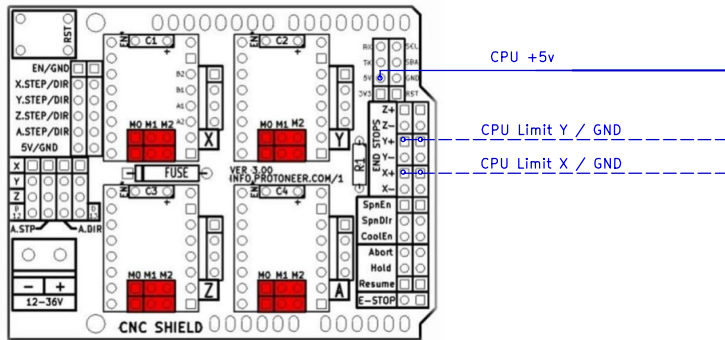 RST
EN/GND
X.STEP/DIR
Y.STEP/DIR
Z.STEP/DIR
A.STEP/DIR
5V/GND
X
Y
Z
A.STP
A.DIR
- +
12-36V
EN*
C1
+
B2
B1
A1
A2
M0 M1 M2
X
EN*
C2
+
M0 M1 M2
Y
FUSE
VER 3.00
INFO.PROTONEER.COM/1
R1
EN*
C3
+
M0 M1 M2
Z
EN*
C4
+
M0 M1 M2
A
CNC SHIELD
RX SCL
TX SDA
5V GND
3V3 RST
END STOPS
Z+
Z-
Y+
Y-
X+
X-
SpnEn
SpnDir
CoolEn
Abort
Hold
Resume
E-STOP
CPU +5v
CPU Limit Y / GND
CPU Limit X / GND